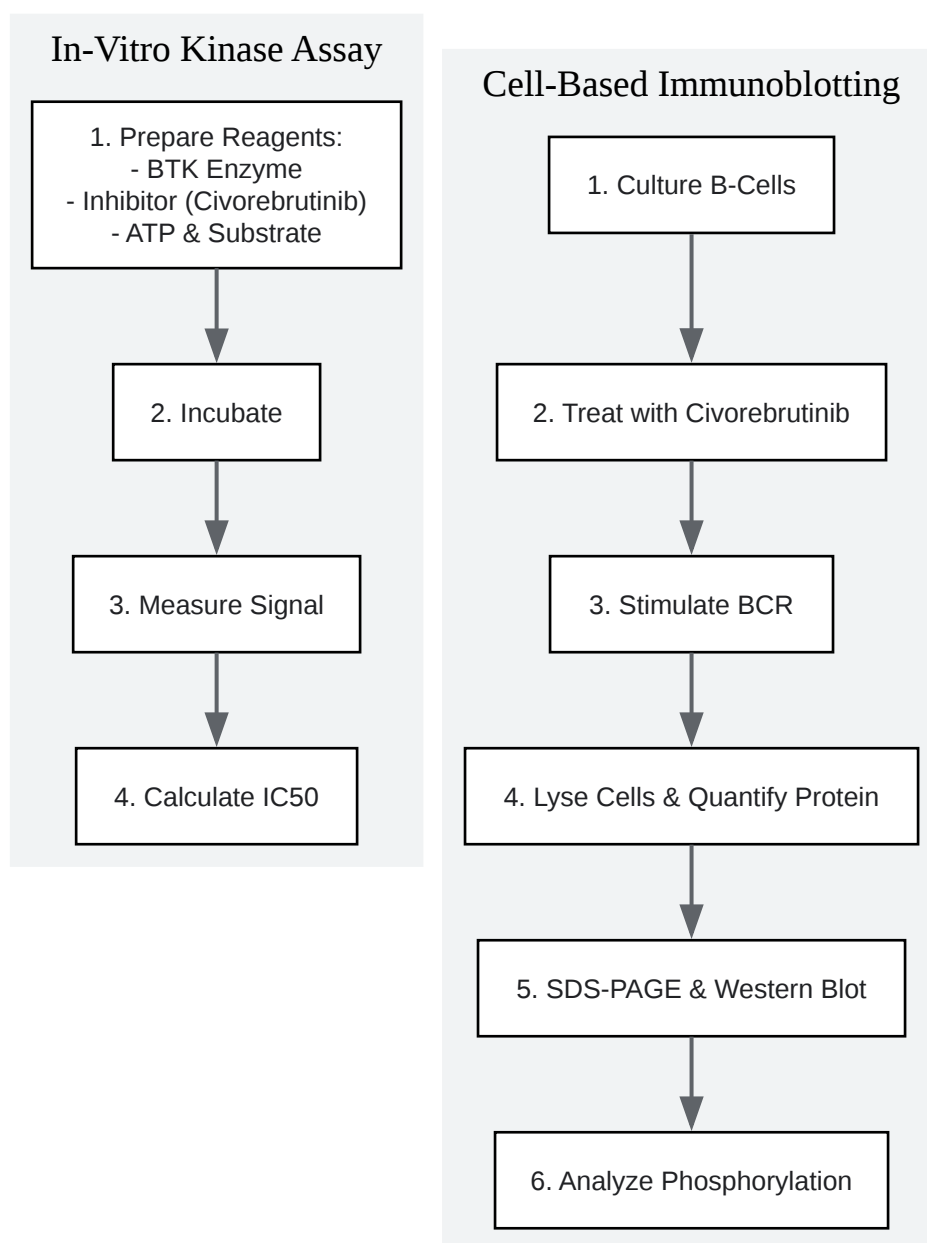 In-Vitro Kinase Assay
1. Prepare Reagents:
- BTK Enzyme
- Inhibitor (Civorebrutinib)
- ATP & Substrate
2. Incubate
3. Measure Signal
4. Calculate IC50
Cell-Based Immunoblotting
1. Culture B-Cells
2. Treat with Civorebrutinib
3. Stimulate BCR
4. Lyse Cells & Quantify Protein
5. SDS-PAGE & Western Blot
6. Analyze Phosphorylation